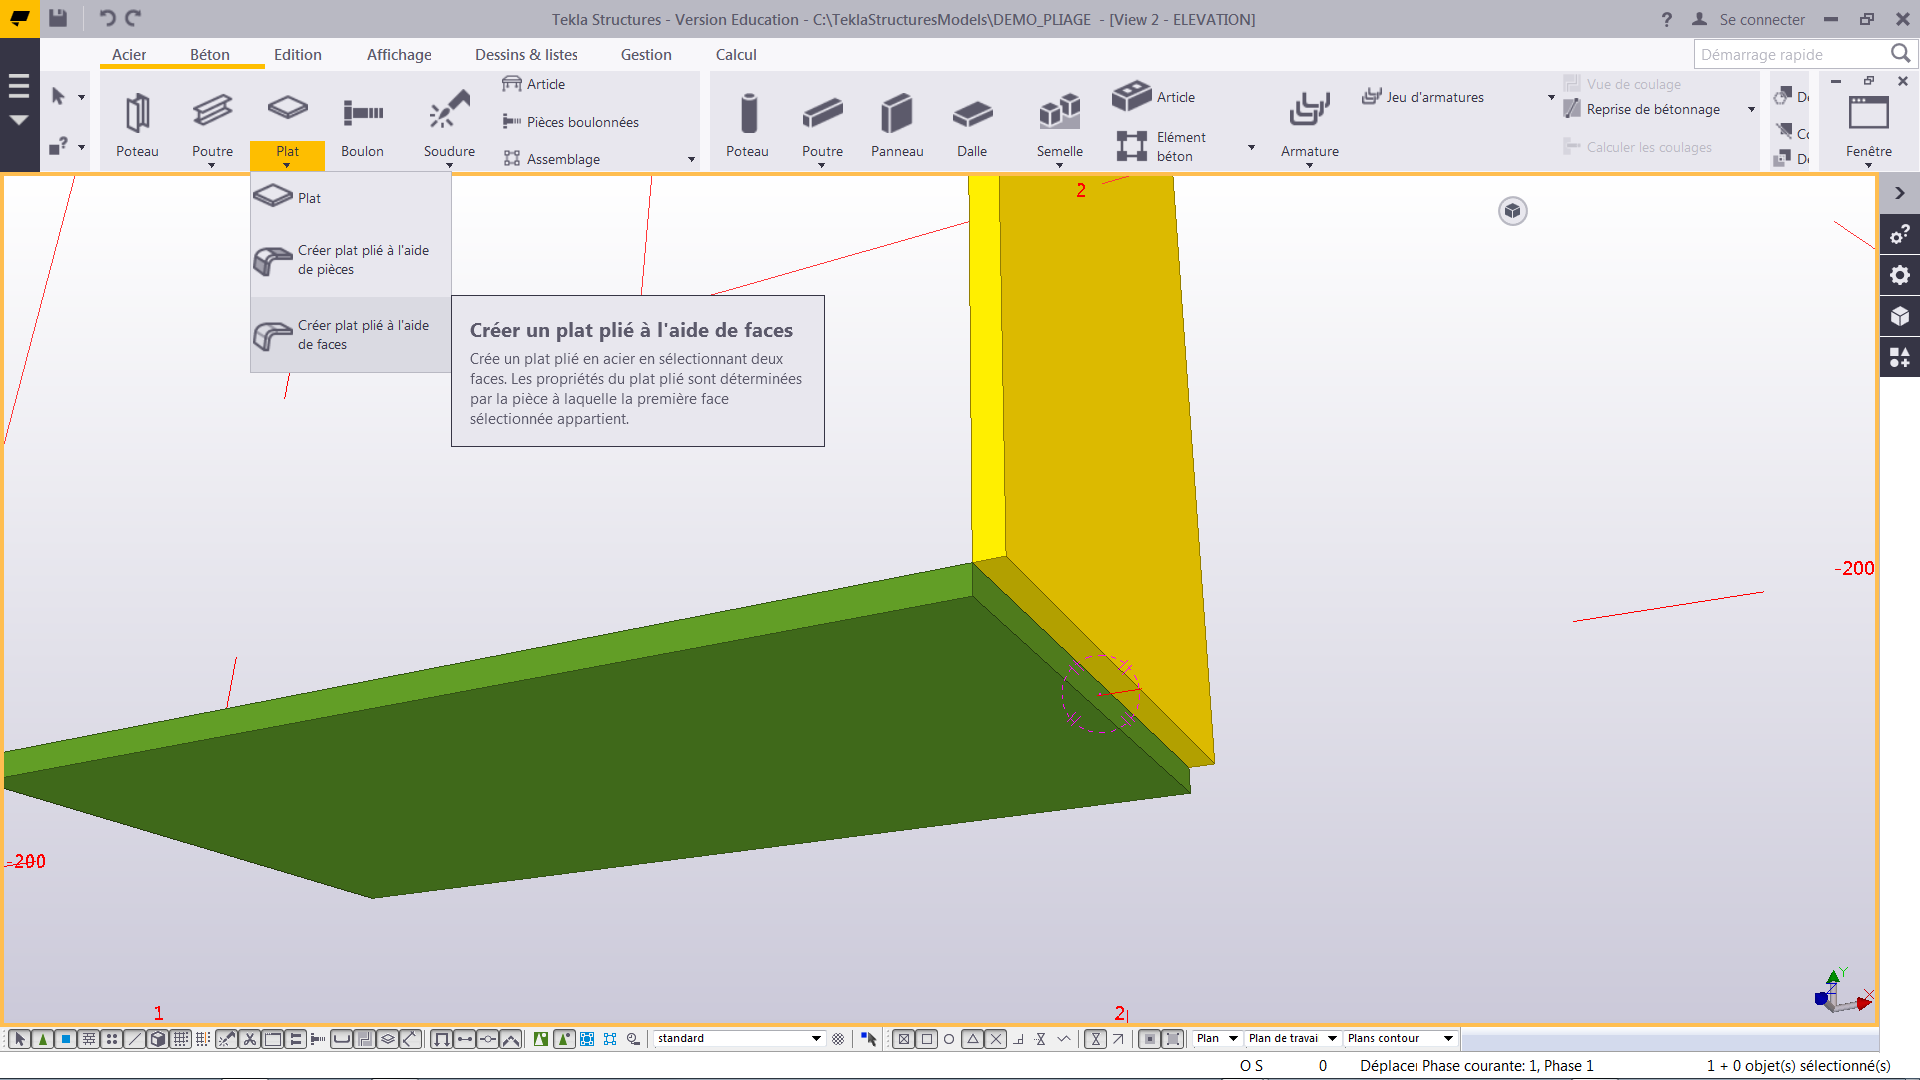 Tekla Structures - Version Education - C:\TeklaStructuresModels\DEMO_PLIAGE - [View 2 - ELEVATION]
? Se connecter
Acier Béton Edition Affichage Dessins & listes Gestion Calcul
Démarrage rapide
Poteau
Poutre
Plat
Boulon
Soudure
Article
Pièces boulonnées
Assemblage
Poteau
Poutre
Panneau
Dalle
Semelle
Article
Elément
béton
Armature
Jeu d'armatures
Vue de coulage
Reprise de bétonnage
Calculer les coulages
Fenêtre
Plat
Créer plat plié à l'aide
de pièces
Créer plat plié à l'aide
de faces
Créer un plat plié à l'aide de faces
Crée un plat plié en acier en sélectionnant deux
faces. Les propriétés du plat plié sont déterminées
par la pièce à laquelle la première face
sélectionnée appartient.
2
-200
-200
1
2
Y
X
standard
Plan
Plan de travai
Plans contour
O S 0 Déplace Phase courante: 1, Phase 1 1 + 0 objet(s) sélectionné(s)